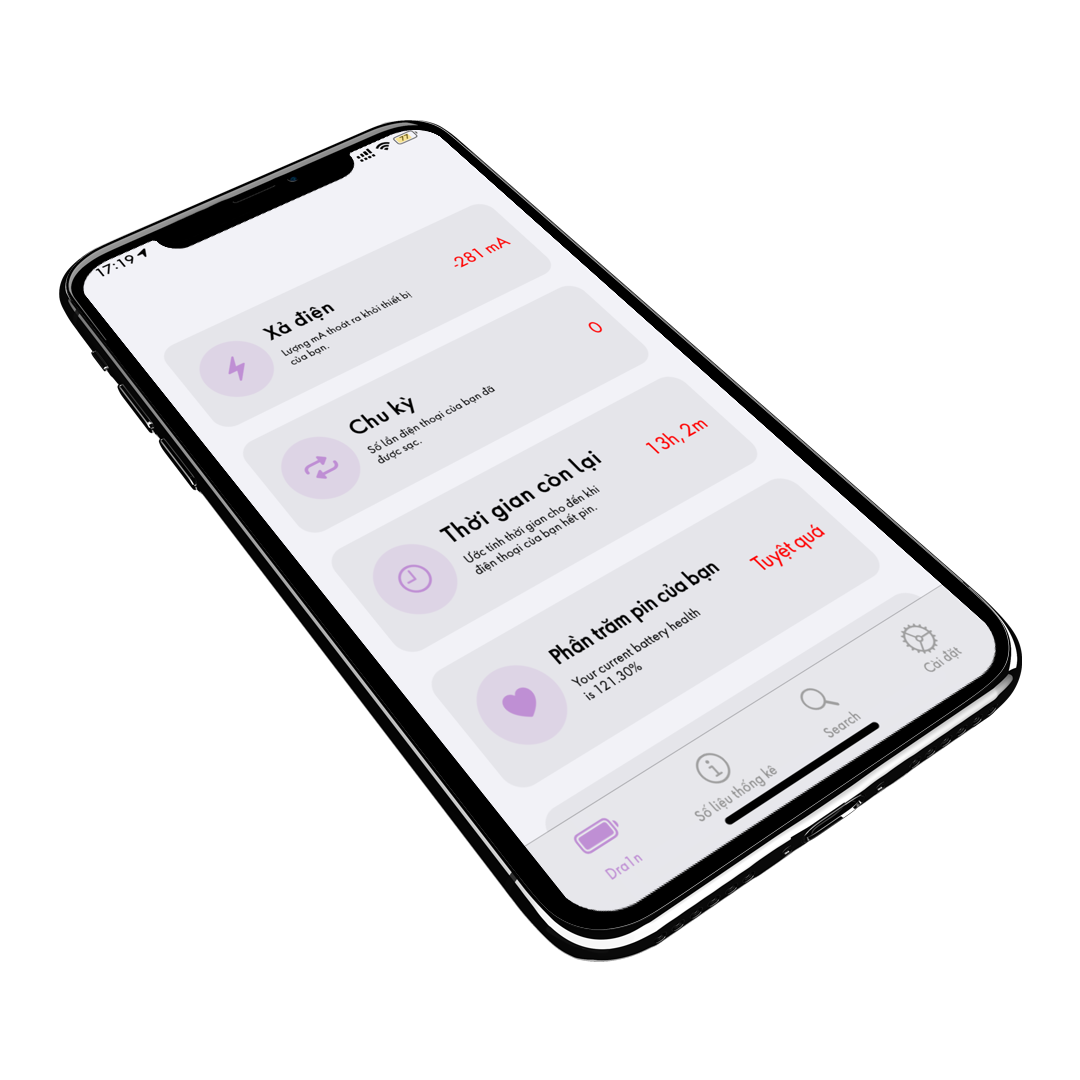 17:19
77
Xả điện
-281 mA
Lượng mA thoát ra khỏi thiết bị
của bạn.
Chu kỳ
0
Số lần điện thoại của bạn đã
được sạc.
Thời gian còn lại
13h, 2m
Ước tính thời gian cho đến khi
điện thoại của bạn hết pin.
Phần trăm pin của bạn
Tuyệt quá
Your current battery health
is 121.30%
Dra1n
Số liệu thống kê
Search
Cài đặt